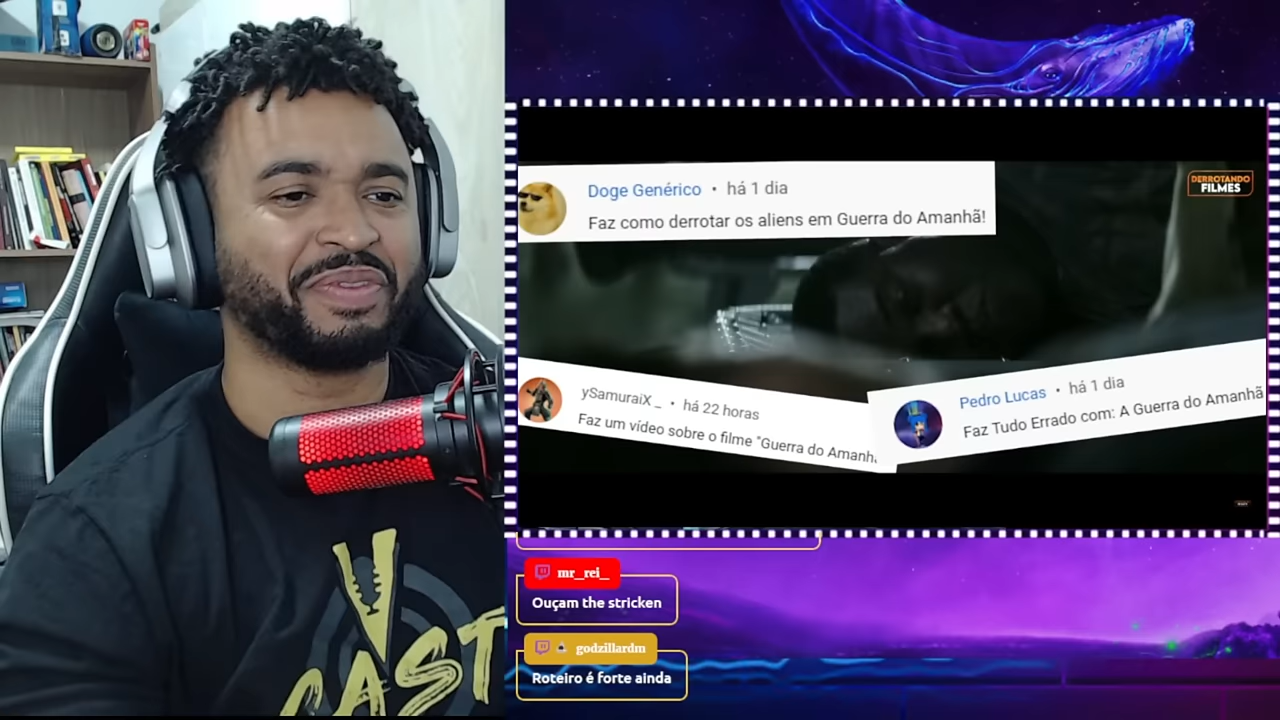 DERROTANDO
FILMES
Doge Genérico • há 1 dia
Faz como derrotar os aliens em Guerra do Amanhã!
ySamuraiX _ • há 22 horas
Faz um vídeo sobre o filme "Guerra do Amanh
Pedro Lucas • há 1 dia
Faz Tudo Errado com: A Guerra do Amanhã
mr_rei_
Ouçam the stricken
godzillardm
Roteiro é forte ainda
CAST